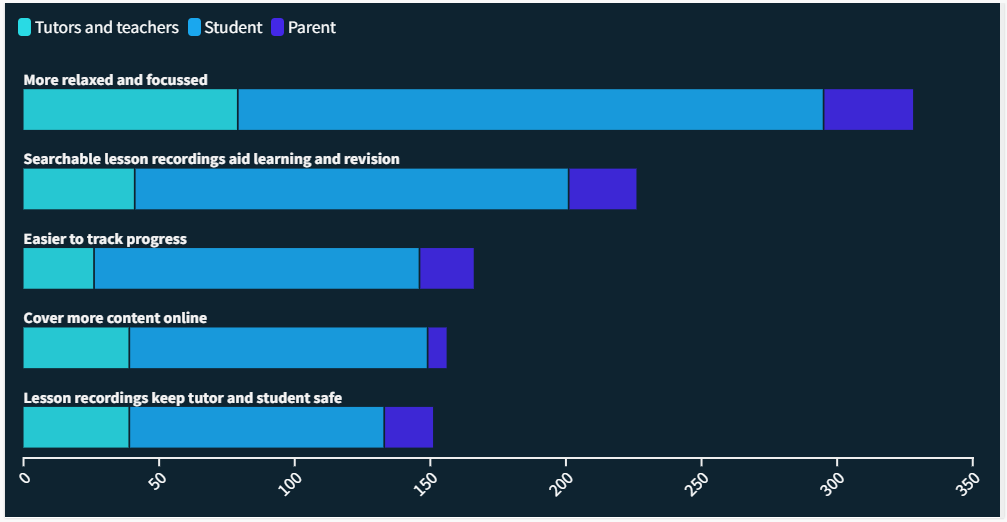 Tutors and teachers Student Parent
More relaxed and focussed
Searchable lesson recordings aid learning and revision
Easier to track progress
Cover more content online
Lesson recordings keep tutor and student safe
0 50 100 150 200 250 300 350